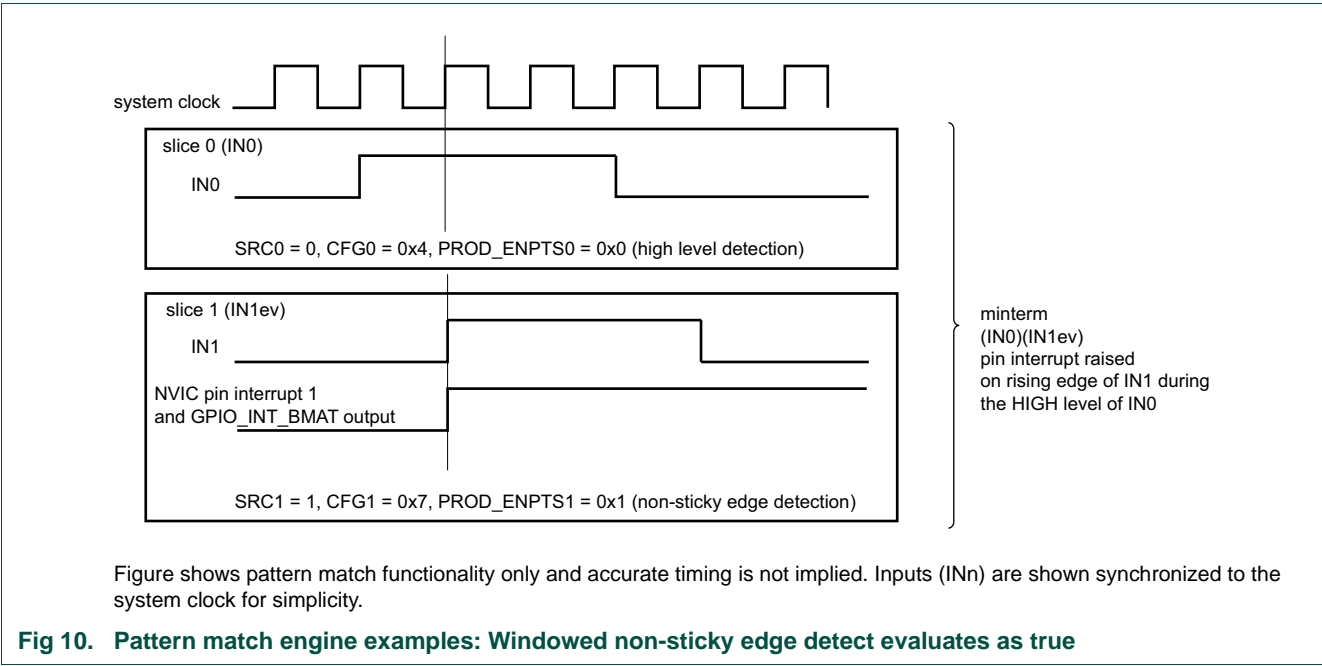 system clock
slice 0 (IN0)
IN0
SRC0 = 0, CFG0 = 0x4, PROD_ENPTS0 = 0x0 (high level detection)
slice 1 (IN1ev)
IN1
NVIC pin interrupt 1
and GPIO_INT_BMAT output
SRC1 = 1, CFG1 = 0x7, PROD_ENPTS1 = 0x1 (non-sticky edge detection)
minterm
(IN0)(IN1ev)
pin interrupt raised
on rising edge of IN1 during
the HIGH level of IN0
Figure shows pattern match functionality only and accurate timing is not implied. Inputs (INn) are shown synchronized to the
system clock for simplicity.
Fig 10. Pattern match engine examples: Windowed non-sticky edge detect evaluates as true